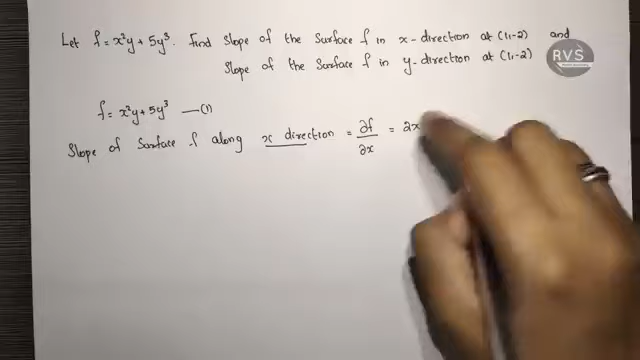 Let f = x²y + 5y³. Find Slope of the Surface f in x-direction at (1,-2) and
Slope of the Surface f in y-direction at (1,-2)
RVS
f = x²y + 5y³ —(1)
Slope of Surface f along x direction = ∂f/∂x = 2x